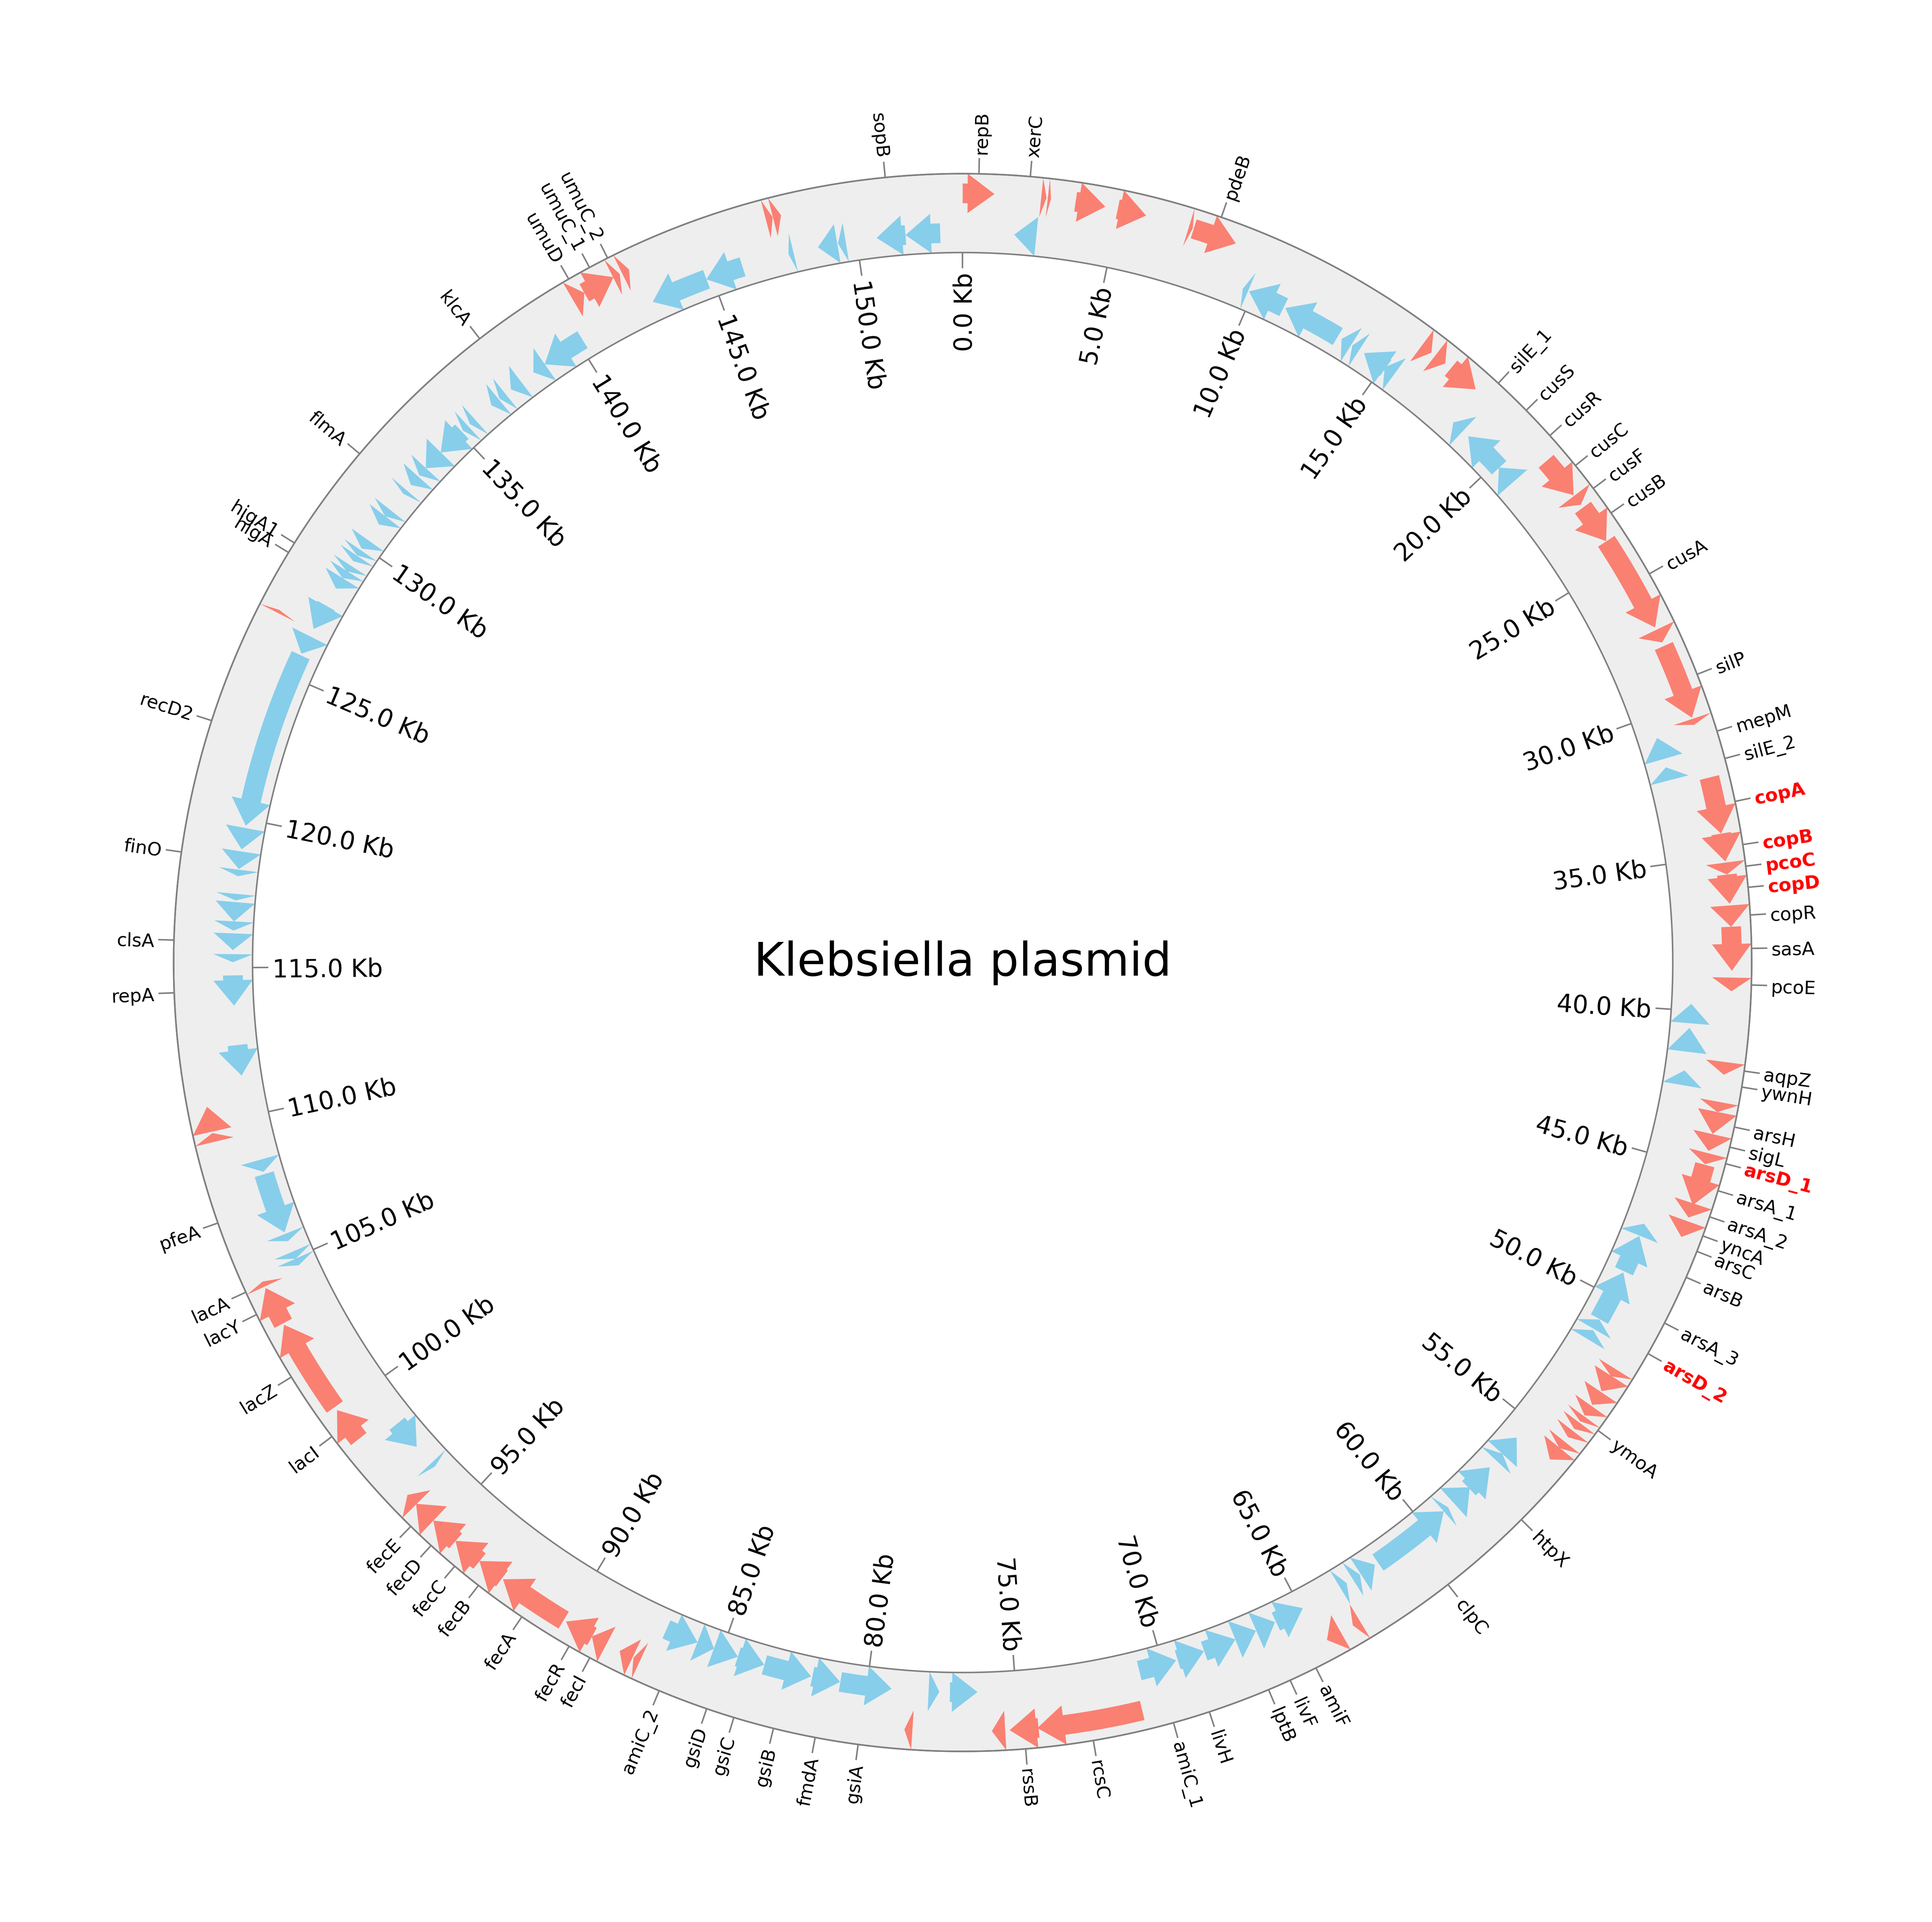 repB
xerC
pdeB
silE_1
cusS
cusR
cusC
cusF
cusB
cusA
silP
mepM
silE_2
copA
copB
pcoC
copD
copR
sasA
pcoE
aqpZ
ywnH
arsH
sigL
arsD_1
arsA_1
arsA_2
yncA
arsC
arsB
arsA_3
arsD_2
ymoA
htpX
clpC
amiF
livF
lptB
livH
amiC_1
rcsC
rssB
gsiA
fmdA
gsiB
gsiC
gsiD
amiC_2
fecI
fecR
fecA
fecB
fecC
fecD
fecE
lacI
lacZ
lacY
lacA
pfeA
repA
clsA
finO
recD2
higA
higA1
flmA
klcA
umuD
umuC_1
umuC_2
sopB
0.0 Kb
5.0 Kb
10.0 Kb
15.0 Kb
20.0 Kb
25.0 Kb
30.0 Kb
35.0 Kb
40.0 Kb
45.0 Kb
50.0 Kb
55.0 Kb
60.0 Kb
65.0 Kb
70.0 Kb
75.0 Kb
80.0 Kb
85.0 Kb
90.0 Kb
95.0 Kb
100.0 Kb
105.0 Kb
110.0 Kb
115.0 Kb
120.0 Kb
125.0 Kb
130.0 Kb
135.0 Kb
140.0 Kb
145.0 Kb
150.0 Kb
Klebsiella plasmid